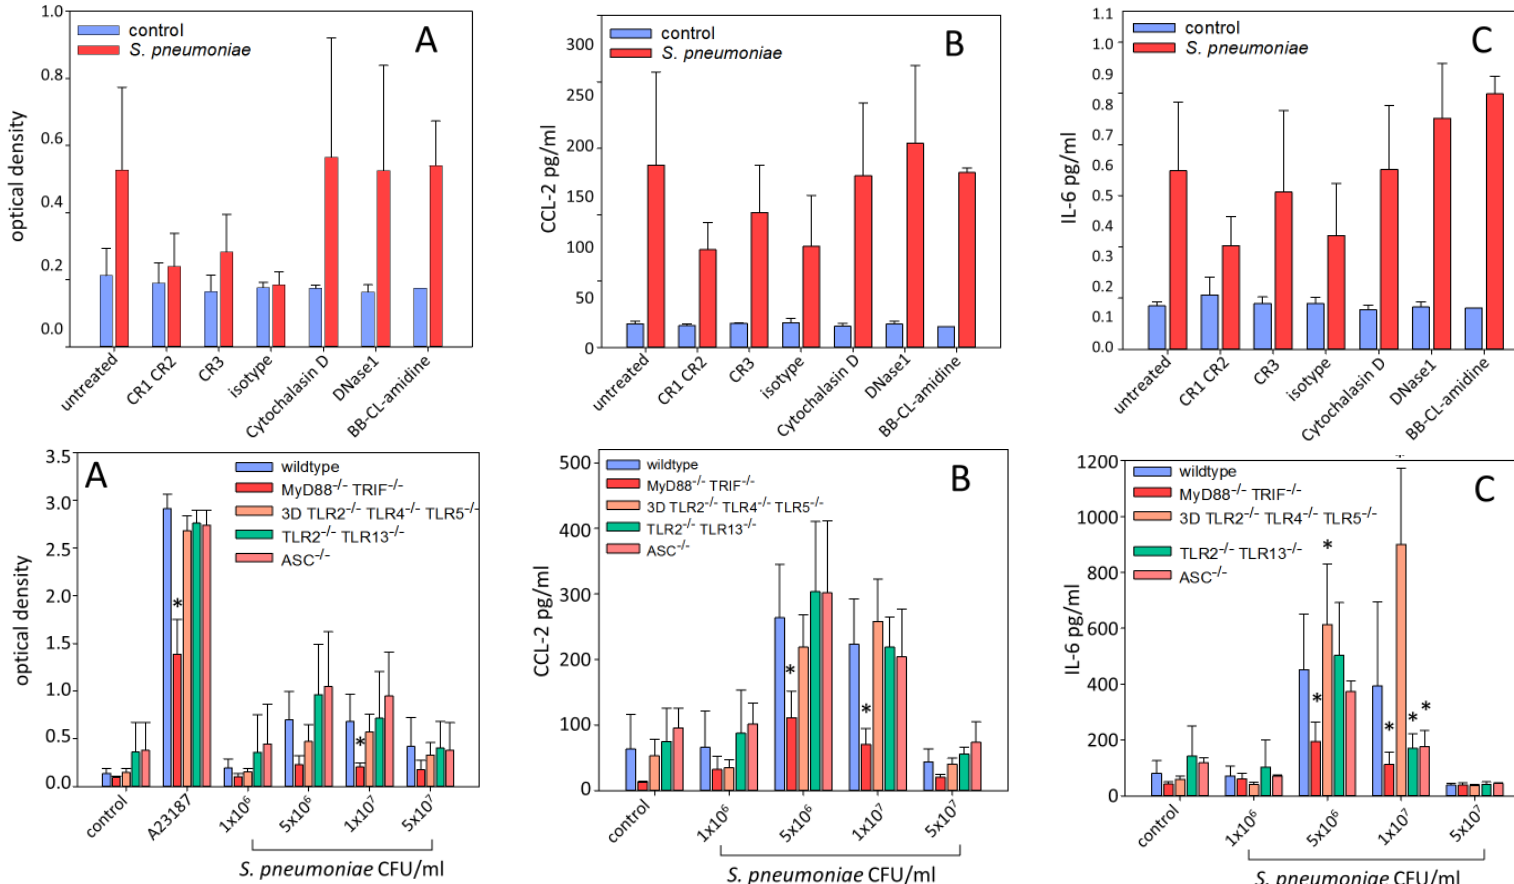 1.0
0.8
0.6
0.4
0.2
0.0
optical density
control
S. pneumoniae
A
untreated
CR1 CR2
CR3
isotype
Cytochalasin D
DNase1
BB-CL-amidine
300
250
200
150
100
50
0
CCL-2 pg/ml
control
S. pneumoniae
B
untreated
CR1 CR2
CR3
isotype
Cytochalasin D
DNase1
BB-CL-amidine
1.1
1.0
0.9
0.8
0.7
0.6
0.5
0.4
0.3
0.2
0.1
0.0
IL-6 pg/ml
control
S. pneumoniae
C
untreated
CR1 CR2
CR3
isotype
Cytochalasin D
DNase1
BB-CL-amidine
3.5
3.0
2.5
2.0
1.5
1.0
0.5
0.0
optical density
A
wildtype
MyD88⁻/⁻ TRIF⁻/⁻
3D TLR2⁻/⁻ TLR4⁻/⁻ TLR5⁻/⁻
TLR2⁻/⁻ TLR13⁻/⁻
ASC⁻/⁻
*
*
control
A23187
1x10⁶
5x10⁶
1x10⁷
5x10⁷
S. pneumoniae CFU/ml
500
400
300
200
100
0
CCL-2 pg/ml
wildtype
MyD88⁻/⁻ TRIF⁻/⁻
3D TLR2⁻/⁻ TLR4⁻/⁻ TLR5⁻/⁻
TLR2⁻/⁻ TLR13⁻/⁻
ASC⁻/⁻
B
*
*
control
1x10⁶
5x10⁶
1x10⁷
5x10⁷
S. pneumoniae CFU/ml
1200
1000
800
600
400
200
0
IL-6 pg/ml
wildtype
MyD88⁻/⁻ TRIF⁻/⁻
3D TLR2⁻/⁻ TLR4⁻/⁻ TLR5⁻/⁻
TLR2⁻/⁻ TLR13⁻/⁻
ASC⁻/⁻
C
*
*
*
*
*
control
1x10⁶
5x10⁶
1x10⁷
5x10⁷
S. pneumoniae CFU/ml